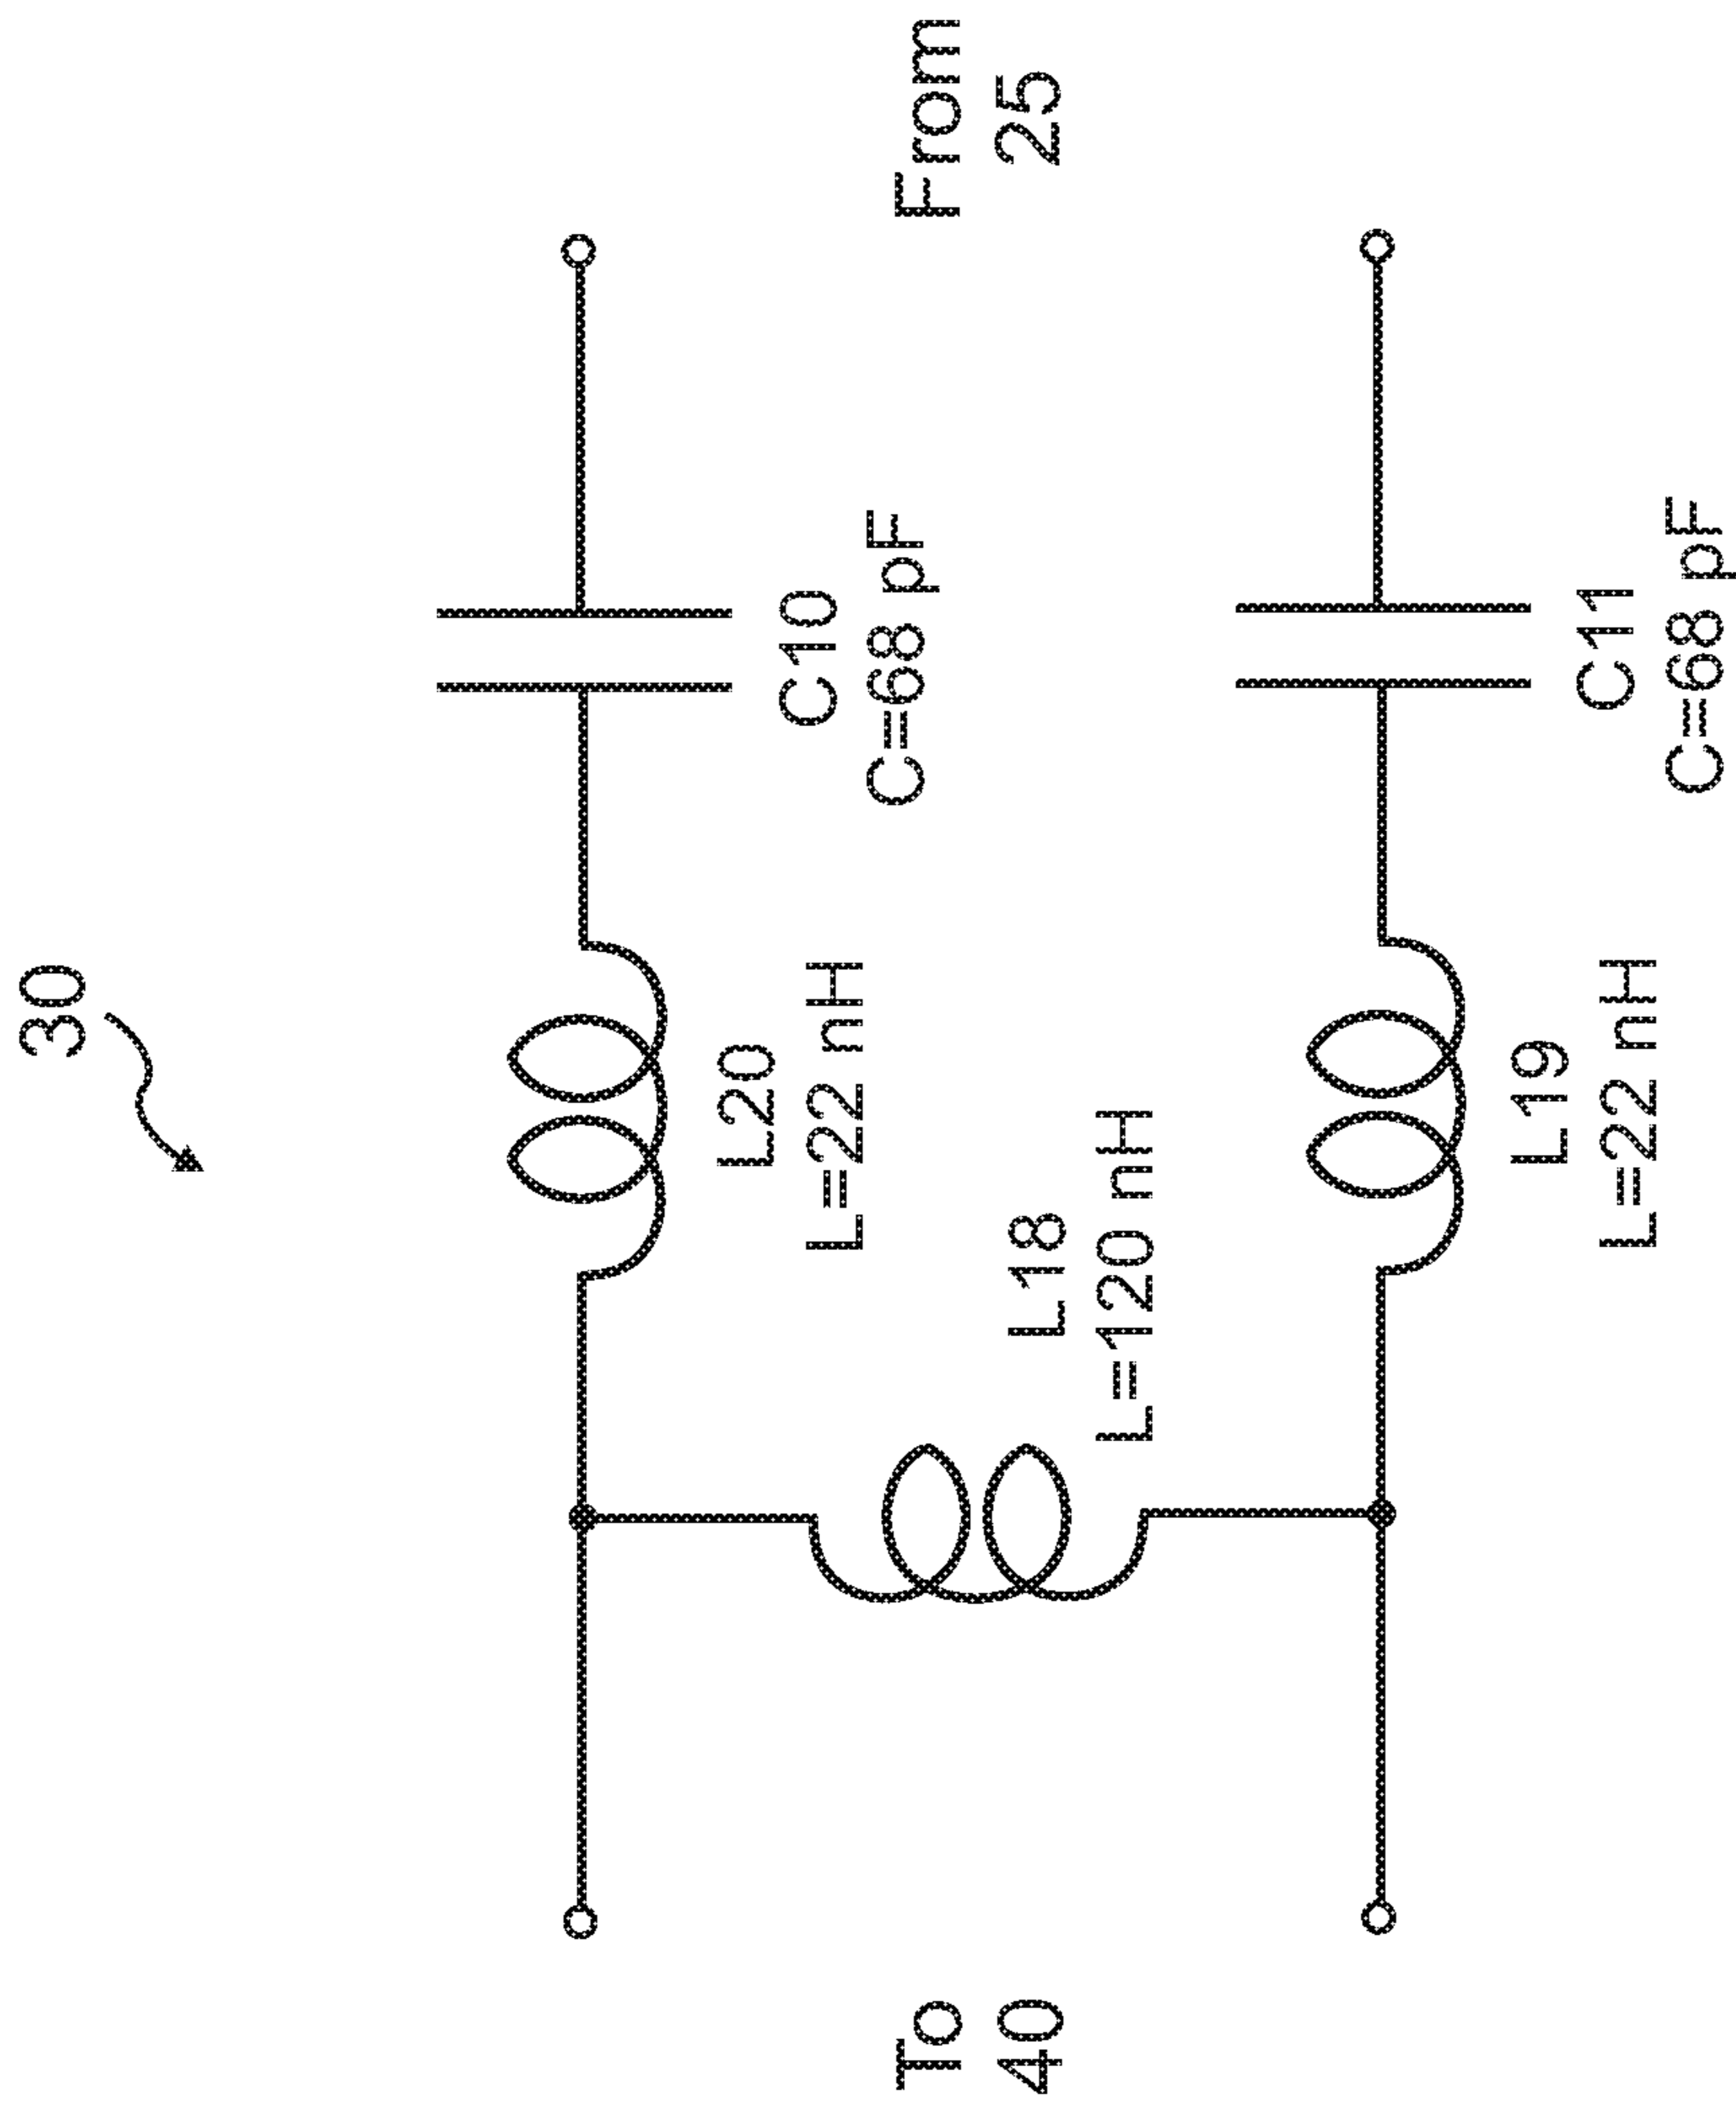 30
To
40
L18
L=120 nH
L20
L=22 nH
L19
L=22 nH
C10
C=68 pF
C11
C=68 pF
From
25